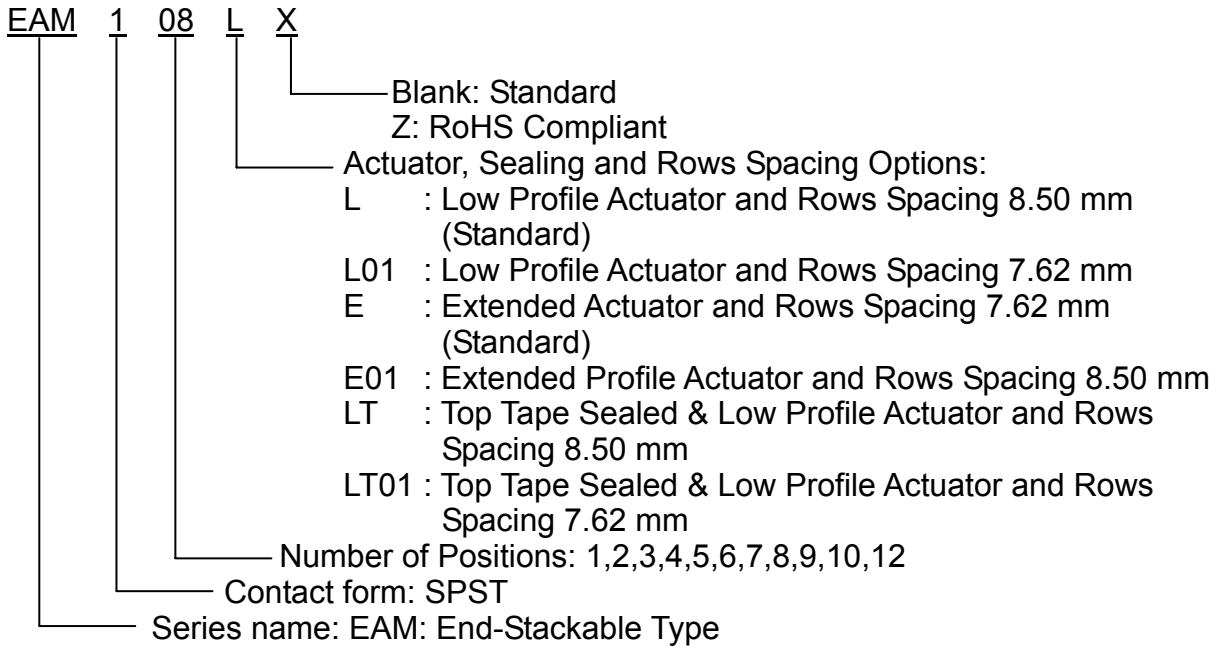 EAM 1 08 L X
Blank: Standard
Z: RoHS Compliant
Actuator, Sealing and Rows Spacing Options:
L : Low Profile Actuator and Rows Spacing 8.50 mm
(Standard)
L01 : Low Profile Actuator and Rows Spacing 7.62 mm
E : Extended Actuator and Rows Spacing 7.62 mm
(Standard)
E01 : Extended Profile Actuator and Rows Spacing 8.50 mm
LT : Top Tape Sealed & Low Profile Actuator and Rows
Spacing 8.50 mm
LT01 : Top Tape Sealed & Low Profile Actuator and Rows
Spacing 7.62 mm
Number of Positions: 1,2,3,4,5,6,7,8,9,10,12
Contact form: SPST
Series name: EAM: End-Stackable Type